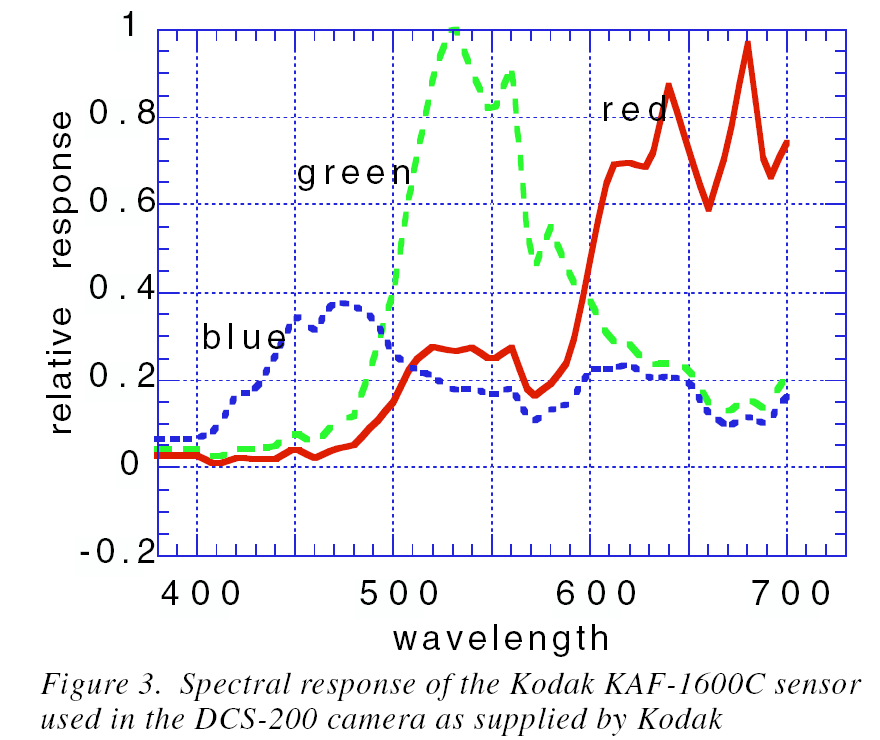 1
0.8
0.6
0.4
0.2
0
-0.2
relative response
green
blue
red
400 500 600 700
wavelength
Figure 3. Spectral response of the Kodak KAF-1600C sensor
used in the DCS-200 camera as supplied by Kodak